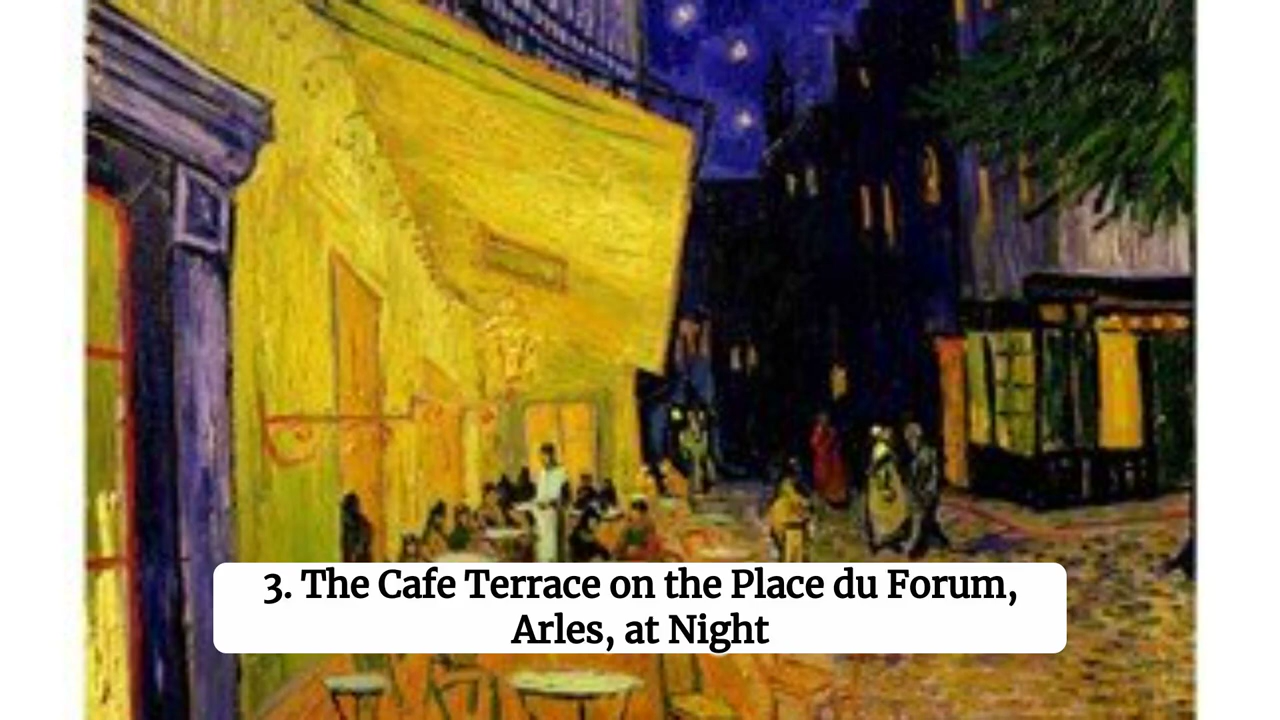 3. The Cafe Terrace on the Place du Forum,
Arles, at Night